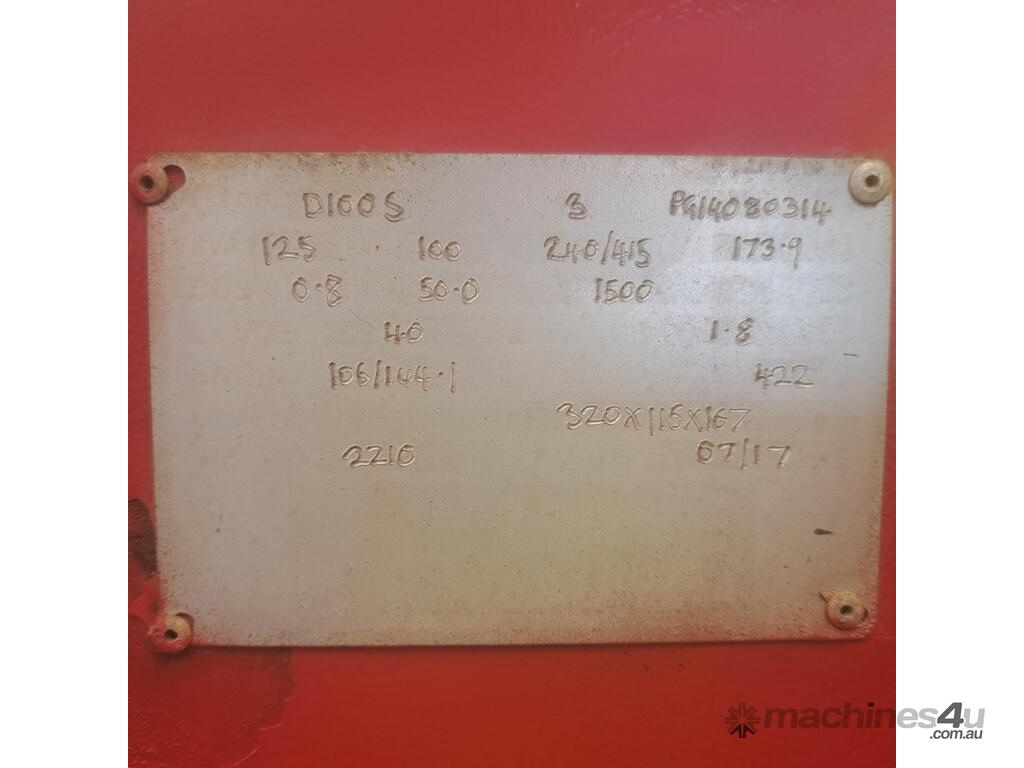 D100S 3 PG14080314
125 100 240/415 173.9
0.8 50.0 1500
40 1.8
106/144.1 422
320X115X167
2210 07/17
machines4u
.com.au